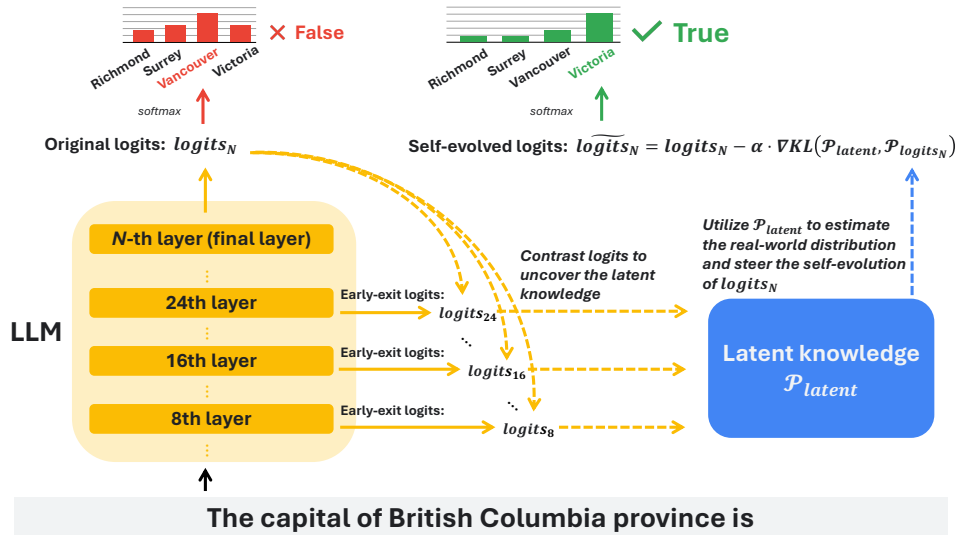 False
True
Richmond
Surrey
Vancouver
Victoria
Richmond
Surrey
Vancouver
Victoria
softmax
softmax
Original logits: logits_N
Self-evolved logits: \widetilde{logits}_N = logits_N − α · ∇KL(𝒫_latent, 𝒫_logits_N)
N-th layer (final layer)
24th layer
16th layer
8th layer
LLM
Early-exit logits:
logits_24
Early-exit logits:
logits_16
Early-exit logits:
logits_8
Contrast logits to
uncover the latent
knowledge
Utilize 𝒫_latent to estimate
the real-world distribution
and steer the self-evolution
of logits_N
Latent knowledge
𝒫_latent
The capital of British Columbia province is